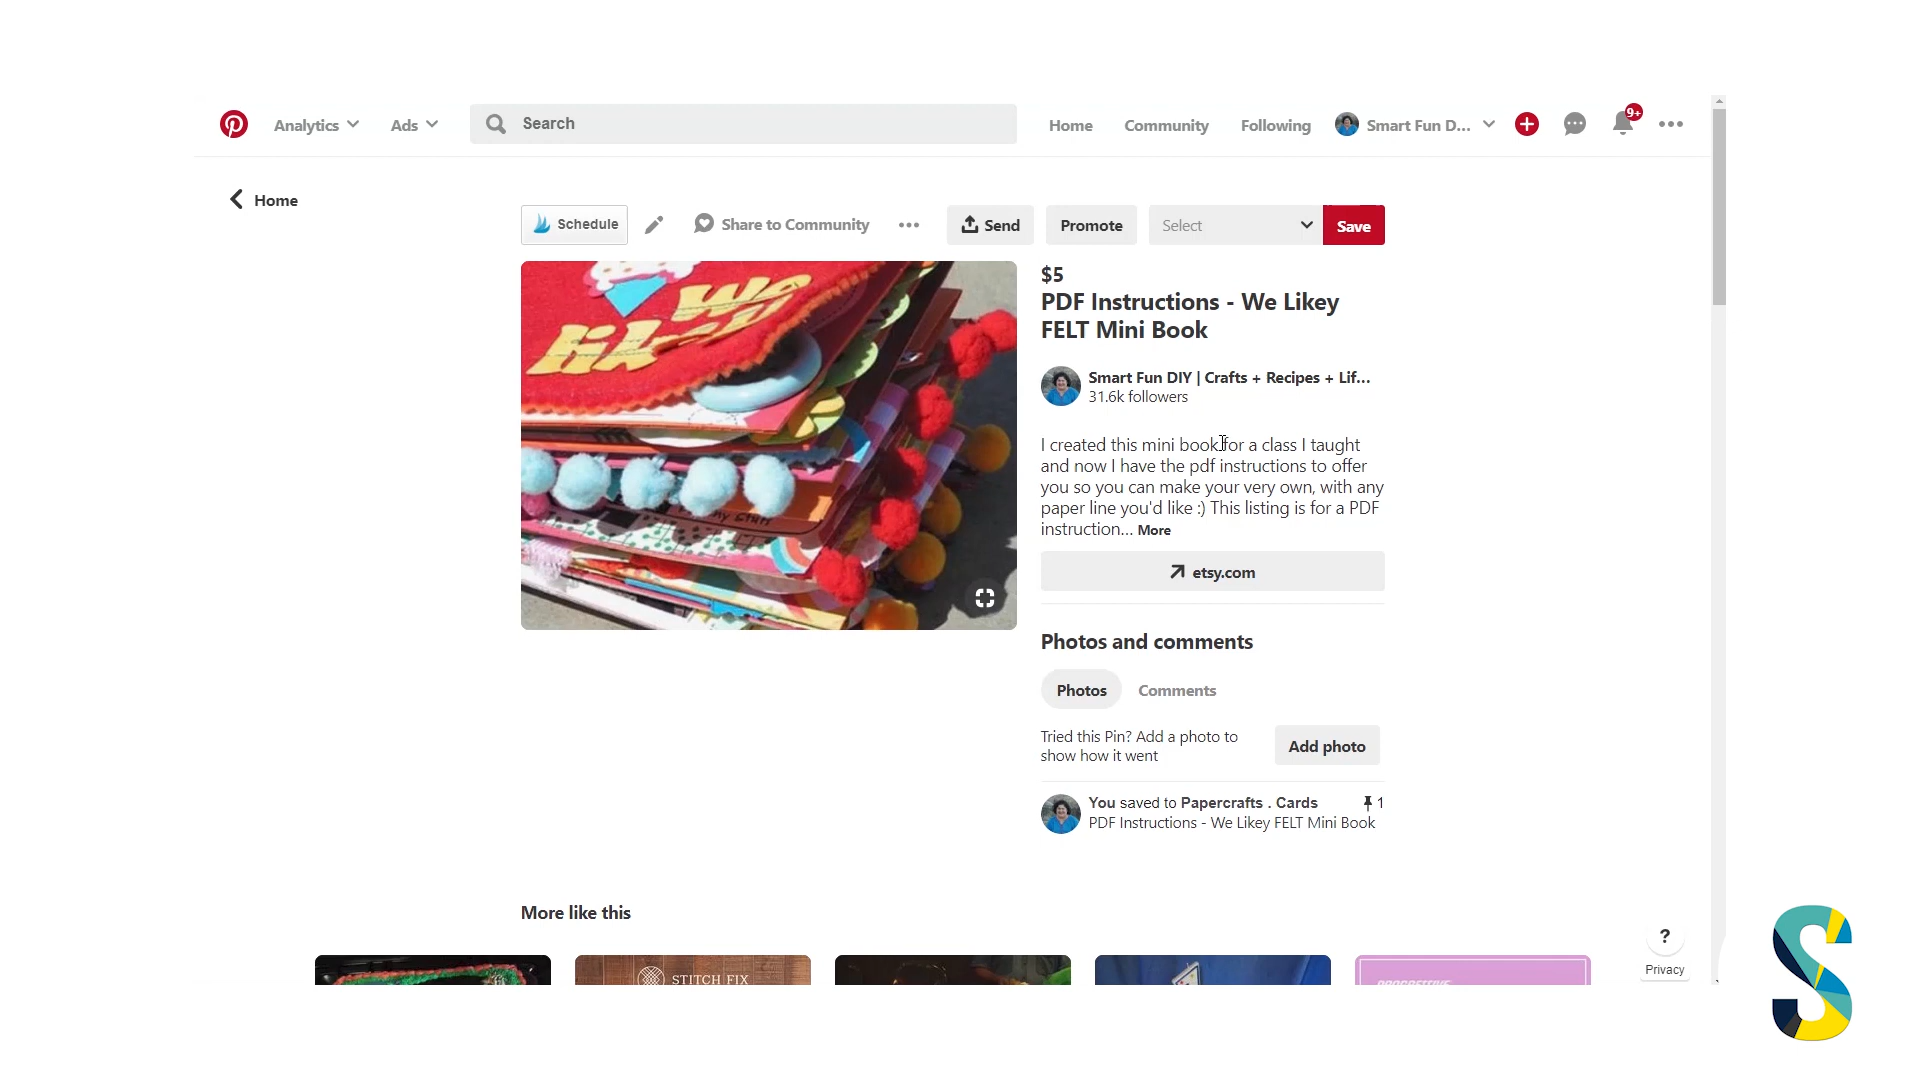 Analytics
Ads
Search
Home
Community
Following
Smart Fun D...
9+
Home
Schedule
Share to Community
Send
Promote
Select
Save
We
$5
PDF Instructions - We Likey
FELT Mini Book
Smart Fun DIY | Crafts + Recipes + Lif...
31.6k followers
I created this mini book for a class I taught
and now I have the pdf instructions to offer
you so you can make your very own, with any
paper line you'd like :) This listing is for a PDF
instruction... More
etsy.com
Photos and comments
Photos
Comments
Tried this Pin? Add a photo to
show how it went
Add photo
You saved to Papercrafts . Cards
1
PDF Instructions - We Likey FELT Mini Book
More like this
STITCH FIX
?
Privacy
S